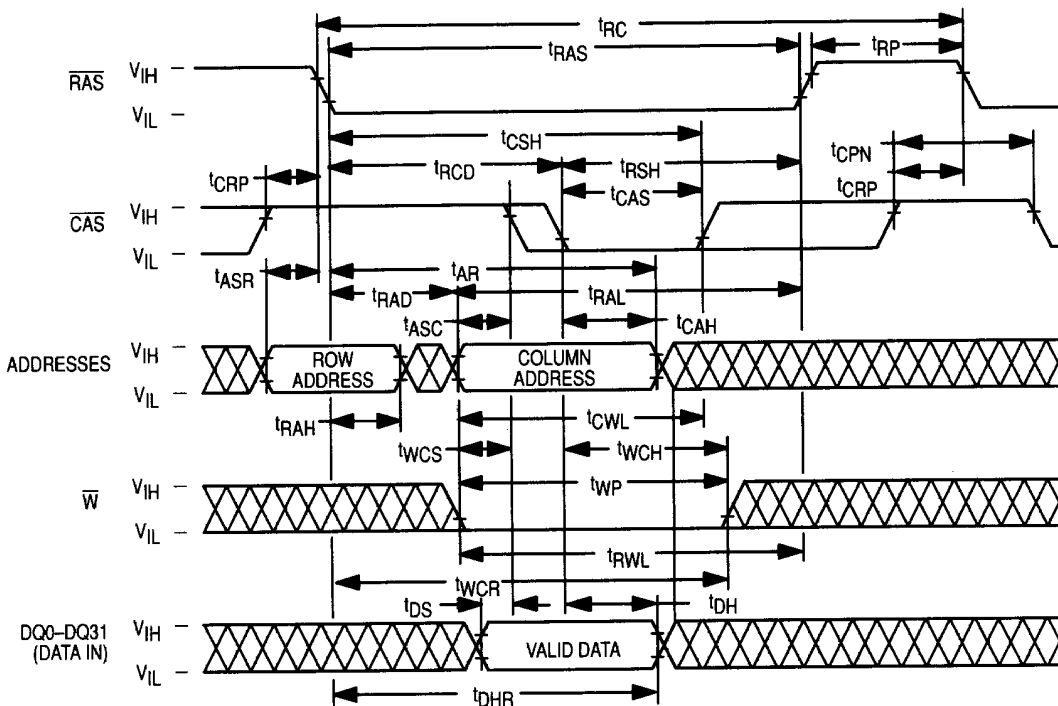 tRC
tRAS
tRP
RAS
VIH
VIL
tCSH
tCPN
tRCD
tRSH
tCRP
tCAS
tCRP
CAS
VIH
VIL
tASR
tAR
tRAD
tRAL
tASC
tCAH
ADDRESSES
VIH
VIL
ROW
ADDRESS
COLUMN
ADDRESS
tRAH
tCWL
tWCS
tWCH
W
VIH
VIL
tWP
tRWL
tWCR
tDS
tDH
DQ0–DQ31
(DATA IN)
VIH
VIL
VALID DATA
tDHR